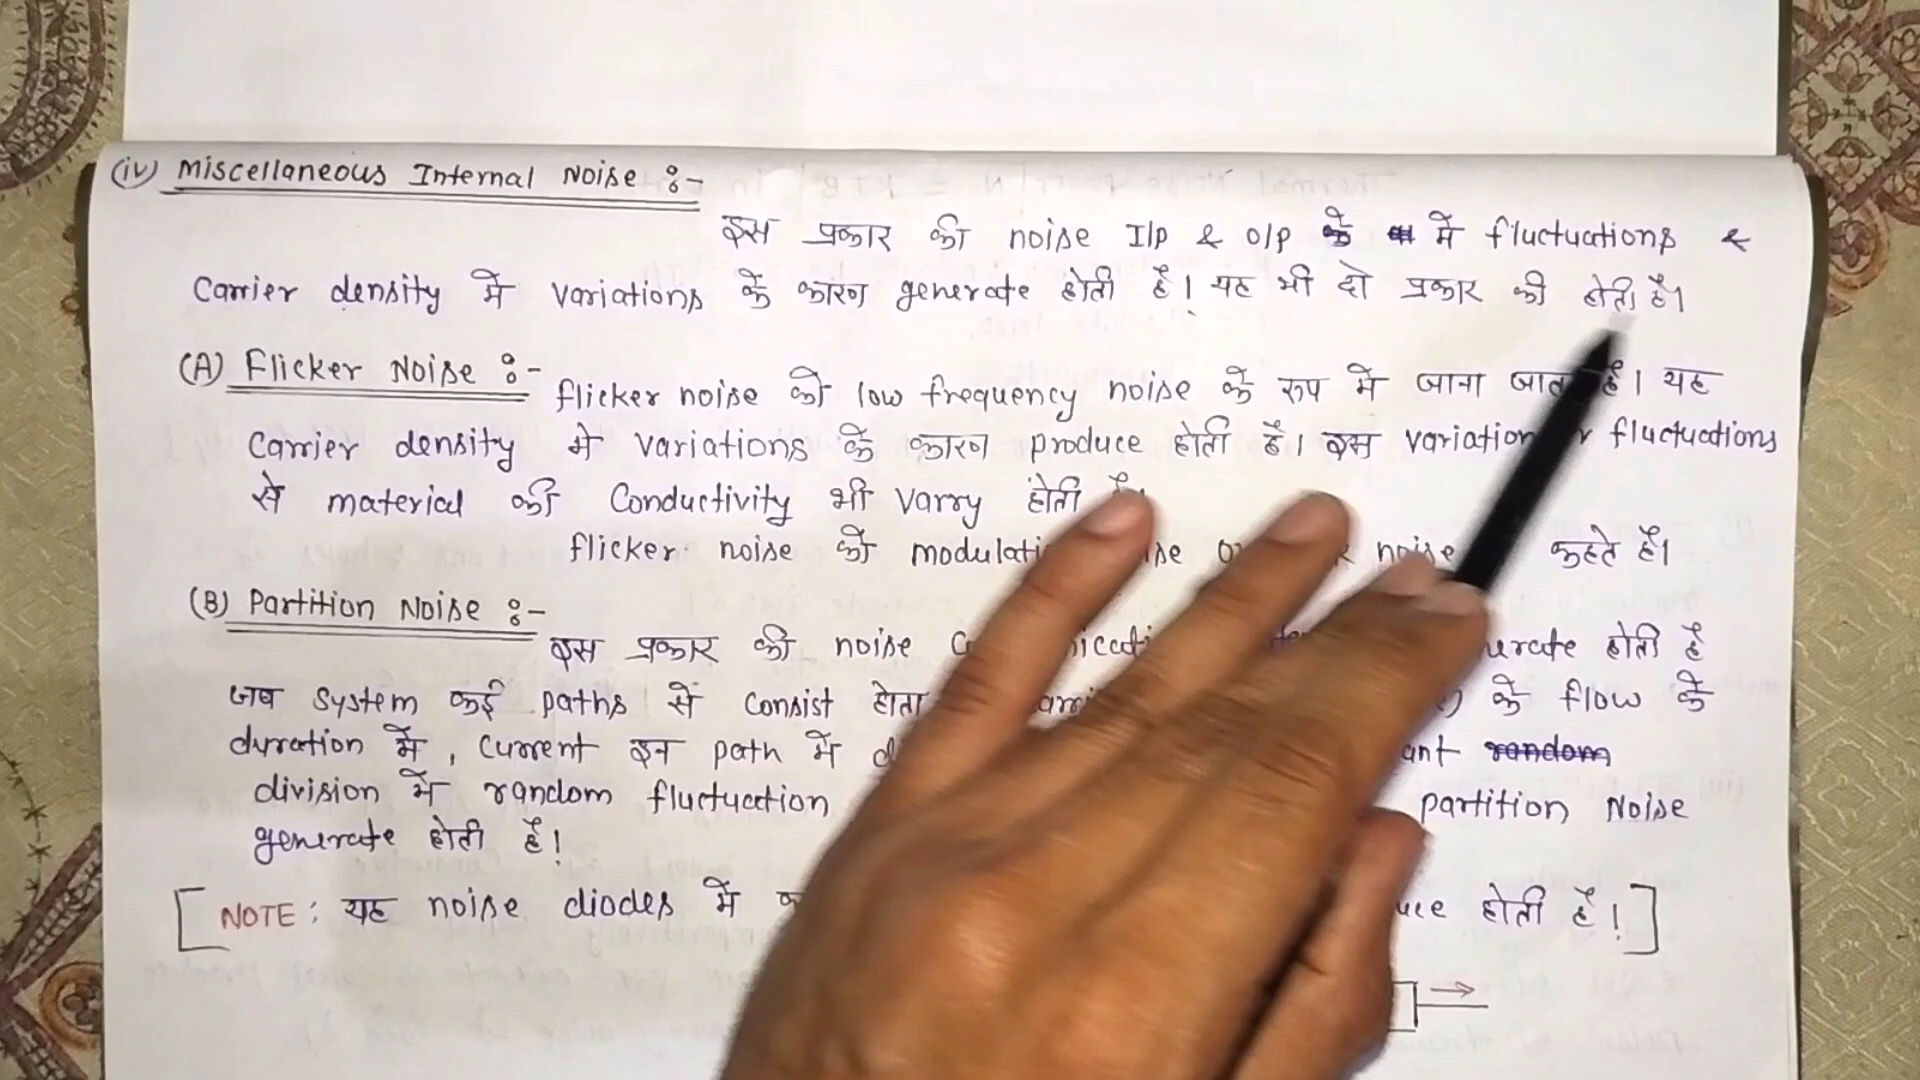 (iv) Miscellaneous Internal Noise :-
इस प्रकार की noise I/p & O/p के में fluctuations &
Carrier density में variations के कारण generate होती है। यह भी दो प्रकार की होती है।
(A) Flicker Noise :-
flicker noise को low frequency noise के रूप में जाना है। यह
Carrier density में variations के कारण produce होती है। इस variation fluctuations
से material की Conductivity भी varry होती है।
flicker noise को noise कहते है।
(B) Partition Noise :-
इस प्रकार की noise होती है
जब system कई paths से consist होता के flow के
duration में, current इन path में random
division में random fluctuation partition Noise
generate होती है!
[NOTE: यह noise diodes में होती है!]